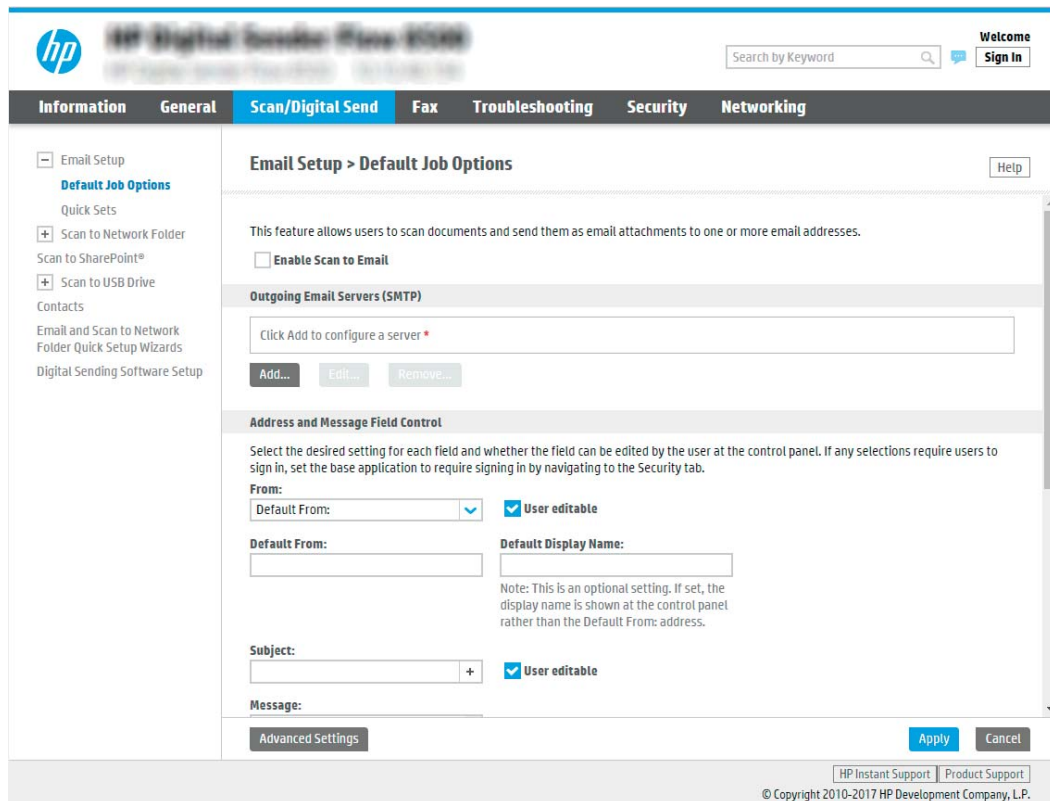 hp
Welcome
Search by Keyword
Sign In
Information General Scan/Digital Send Fax Troubleshooting Security Networking
Email Setup
Default Job Options
Quick Sets
Scan to Network Folder
Scan to SharePoint®
Scan to USB Drive
Contacts
Email and Scan to Network
Folder Quick Setup Wizards
Digital Sending Software Setup
Email Setup > Default Job Options
Help
This feature allows users to scan documents and send them as email attachments to one or more email addresses.
Enable Scan to Email
Outgoing Email Servers (SMTP)
Click Add to configure a server *
Add... Edit... Remove...
Address and Message Field Control
Select the desired setting for each field and whether the field can be edited by the user at the control panel. If any selections require users to
sign in, set the base application to require signing in by navigating to the Security tab.
From:
Default From: User editable
Default From: Default Display Name:
Note: This is an optional setting. If set, the
display name is shown at the control panel
rather than the Default From: address.
Subject:
+ User editable
Message:
Advanced Settings Apply Cancel
HP Instant Support Product Support
© Copyright 2010-2017 HP Development Company, L.P.